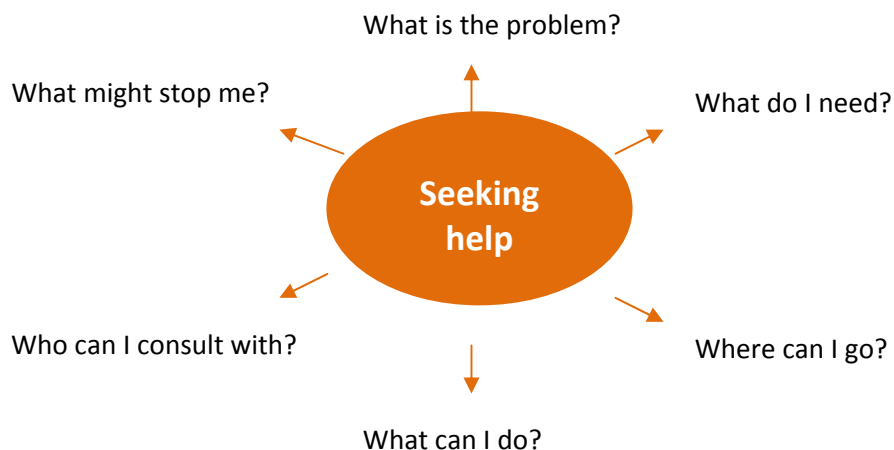 What is the problem?
What might stop me?
What do I need?
Seeking
help
Who can I consult with?
Where can I go?
What can I do?